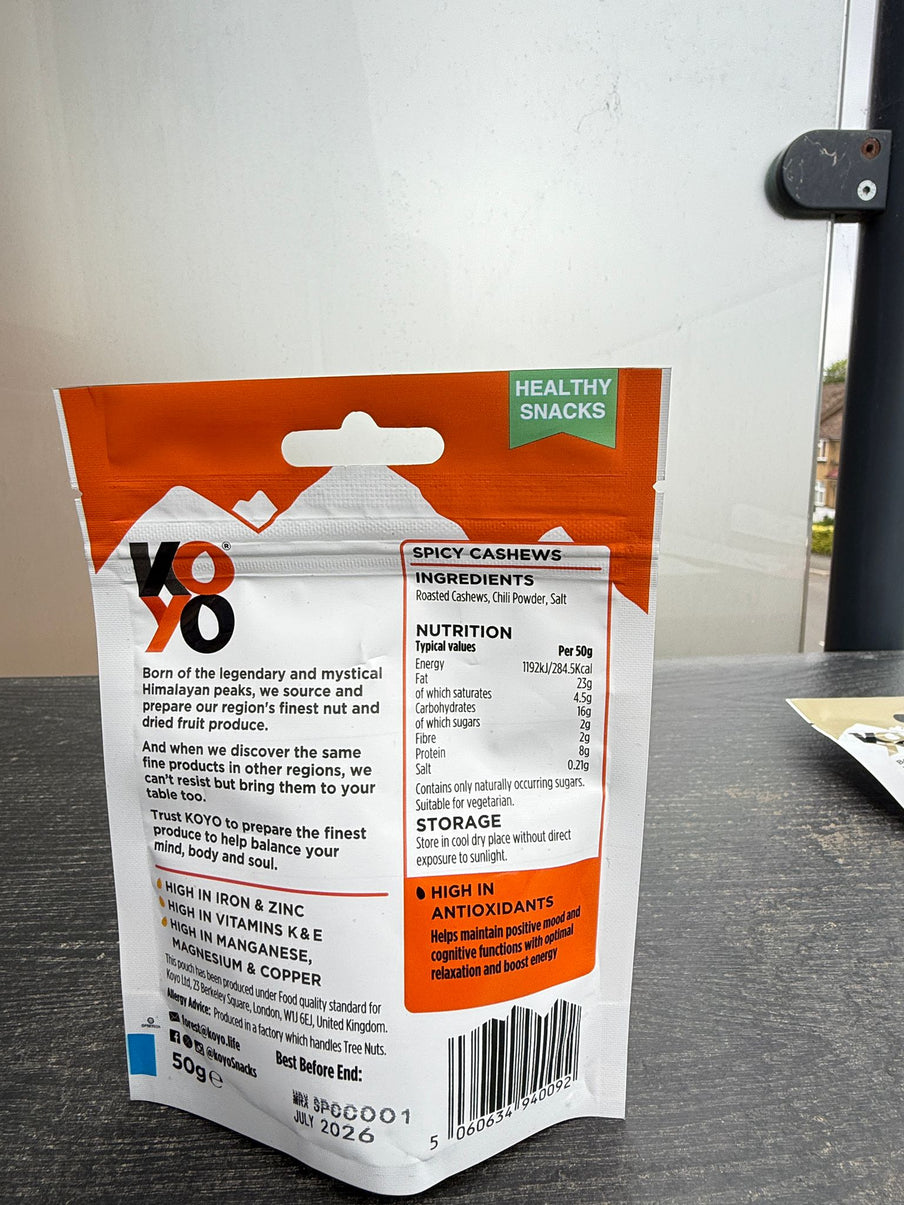 HEALTHY
SNACKS
KO
YO
®
Born of the legendary and mystical
Himalayan peaks, we source and
prepare our region's finest nut and
dried fruit produce.
And when we discover the same
fine products in other regions, we
can't resist but bring them to your
table too.
Trust KOYO to prepare the finest
produce to help balance your
mind, body and soul.
HIGH IN IRON & ZINC
HIGH IN VITAMINS K & E
HIGH IN MANGANESE,
MAGNESIUM & COPPER
This pouch has been produced under Food quality standard for
Koyo Ltd, 23 Berkeley Square, London, W1J 6EJ, United Kingdom.
Allergy Advice: Produced in a factory which handles Tree Nuts.
forest@koyo.life
@koyoSnacks
50g℮
Best Before End:
MRX SP00001
JULY 2026
SPICY CASHEWS
INGREDIENTS
Roasted Cashews, Chili Powder, Salt
NUTRITION
Typical values Per 50g
Energy 1192kJ/284.5Kcal
Fat 23g
of which saturates 4.5g
Carbohydrates 16g
of which sugars 2g
Fibre 2g
Protein 8g
Salt 0.21g
Contains only naturally occurring sugars.
Suitable for vegetarian.
STORAGE
Store in cool dry place without direct
exposure to sunlight.
HIGH IN
ANTIOXIDANTS
Helps maintain positive mood and
cognitive functions with optimal
relaxation and boost energy
5 060634 940092